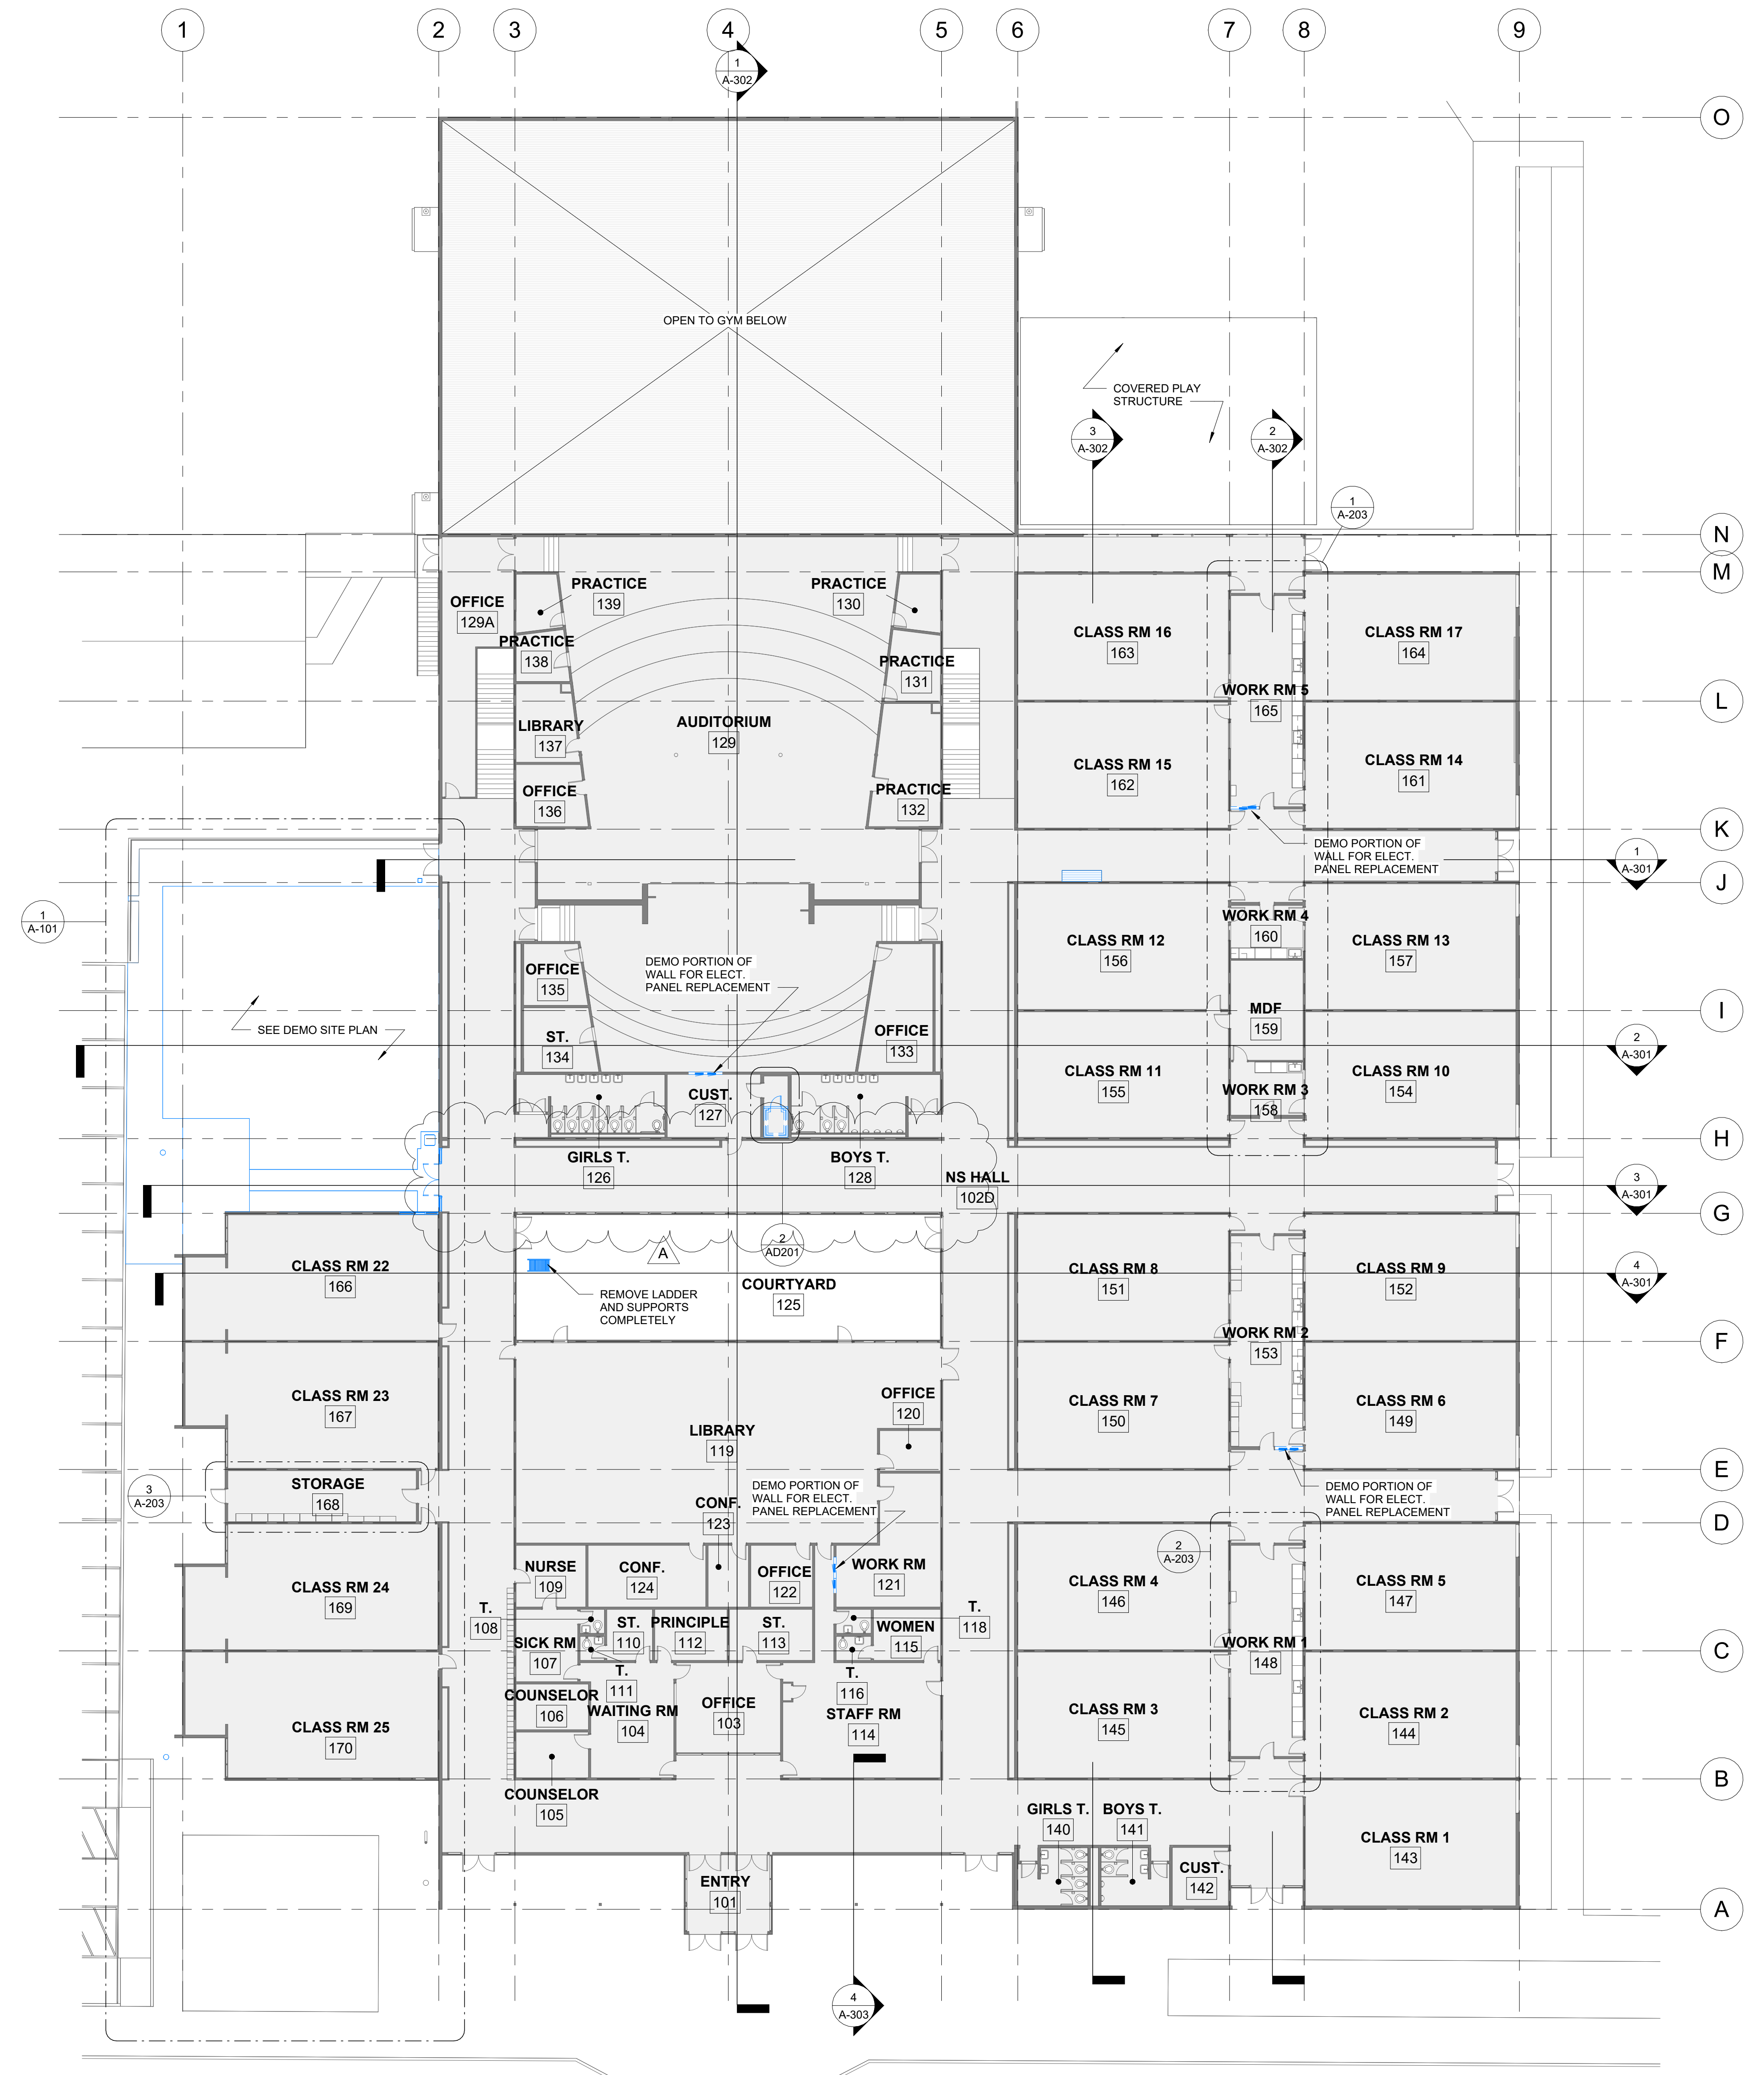 1
2
3
4
5
6
7
8
9
1
A-302
O
OPEN TO GYM BELOW
COVERED PLAY
STRUCTURE
3
A-302
2
A-302
1
A-203
N
M
PRACTICE
139
PRACTICE
130
OFFICE
129A
PRACTICE
138
PRACTICE
131
CLASS RM 16
163
CLASS RM 17
164
WORK RM 5
165
L
LIBRARY
137
AUDITORIUM
129
CLASS RM 15
162
CLASS RM 14
161
OFFICE
136
PRACTICE
132
K
DEMO PORTION OF
WALL FOR ELECT.
PANEL REPLACEMENT
1
A-301
J
1
A-101
WORK RM 4
160
CLASS RM 12
156
CLASS RM 13
157
OFFICE
135
DEMO PORTION OF
WALL FOR ELECT.
PANEL REPLACEMENT
I
MDF
159
SEE DEMO SITE PLAN
ST.
134
OFFICE
133
2
A-301
CLASS RM 11
155
CLASS RM 10
154
WORK RM 3
158
CUST.
127
H
GIRLS T.
126
BOYS T.
128
NS HALL
102D
3
A-301
G
2
AD201
A
CLASS RM 22
166
COURTYARD
125
CLASS RM 8
151
CLASS RM 9
152
4
A-301
REMOVE LADDER
AND SUPPORTS
COMPLETELY
WORK RM 2
153
F
CLASS RM 23
167
OFFICE
120
CLASS RM 7
150
CLASS RM 6
149
LIBRARY
119
E
3
A-203
STORAGE
168
DEMO PORTION OF
WALL FOR ELECT.
PANEL REPLACEMENT
DEMO PORTION OF
WALL FOR ELECT.
PANEL REPLACEMENT
CONF.
123
D
2
A-203
NURSE
109
CONF.
124
OFFICE
122
WORK RM
121
CLASS RM 24
169
CLASS RM 4
146
CLASS RM 5
147
T.
108
ST.
110
PRINCIPLE
112
ST.
113
WOMEN
115
T.
118
SICK RM
107
WORK RM 1
148
C
T.
111
T.
116
COUNSELOR
106
WAITING RM
104
OFFICE
103
STAFF RM
114
CLASS RM 3
145
CLASS RM 2
144
CLASS RM 25
170
B
COUNSELOR
105
GIRLS T.
140
BOYS T.
141
CLASS RM 1
143
CUST.
142
ENTRY
101
A
4
A-303